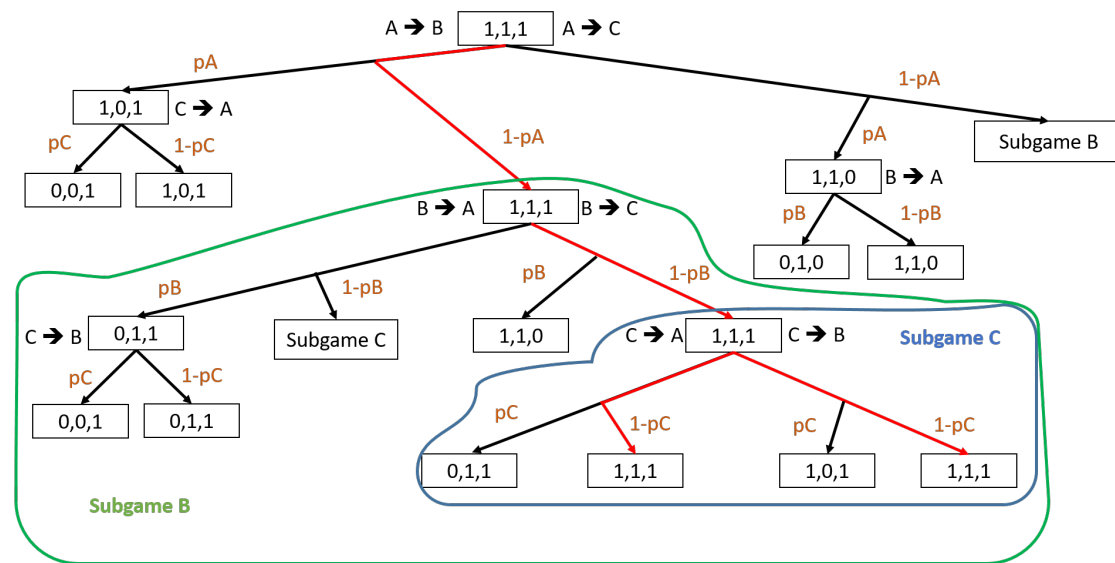 A ➔ B 1,1,1 A ➔ C
pA
1-pA
1,0,1 C ➔ A
1-pA
pA
Subgame B
pC 1-pC
0,0,1 1,0,1
1,1,0 B ➔ A
B ➔ A 1,1,1 B ➔ C
pB 1-pB
0,1,0 1,1,0
pB 1-pB pB 1-pB
C ➔ B 0,1,1
Subgame C
1,1,0
C ➔ A 1,1,1 C ➔ B
Subgame C
pC 1-pC
0,0,1 0,1,1
pC 1-pC pC 1-pC
0,1,1 1,1,1 1,0,1 1,1,1
Subgame B